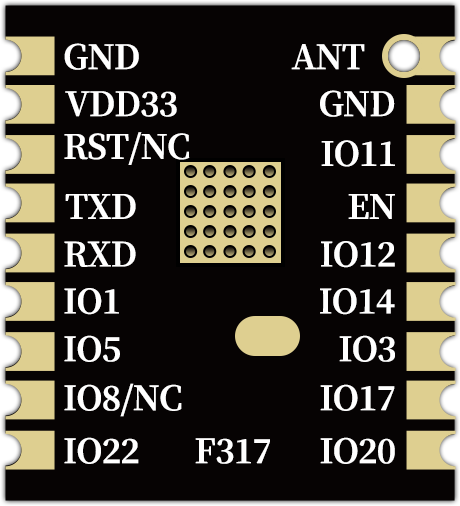 GND ANT
VDD33 GND
RST/NC IO11
TXD EN
RXD IO12
IO1 IO14
IO5 IO3
IO8/NC IO17
IO22 F317 IO20